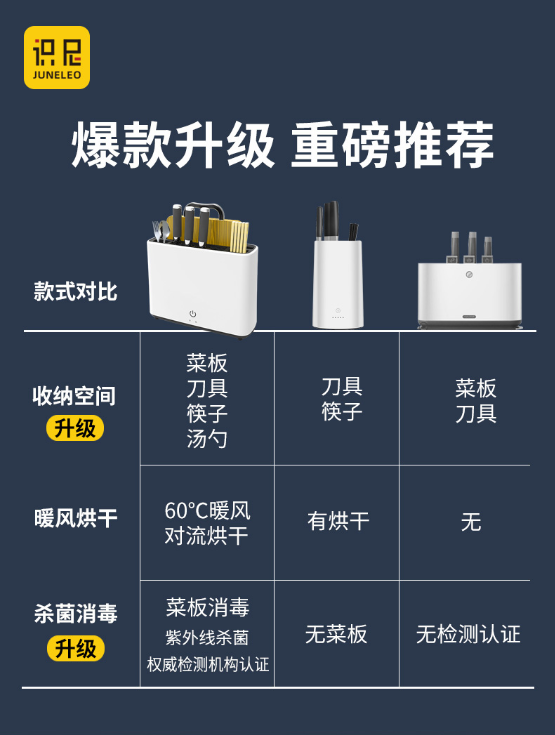 识尼
JUNELEO
爆款升级 重磅推荐
款式对比
收纳空间
升级
菜板
刀具
筷子
汤勺
刀具
筷子
菜板
刀具
暖风烘干
60℃暖风
对流烘干
有烘干
无
杀菌消毒
升级
菜板消毒
紫外线杀菌
权威检测机构认证
无菜板
无检测认证